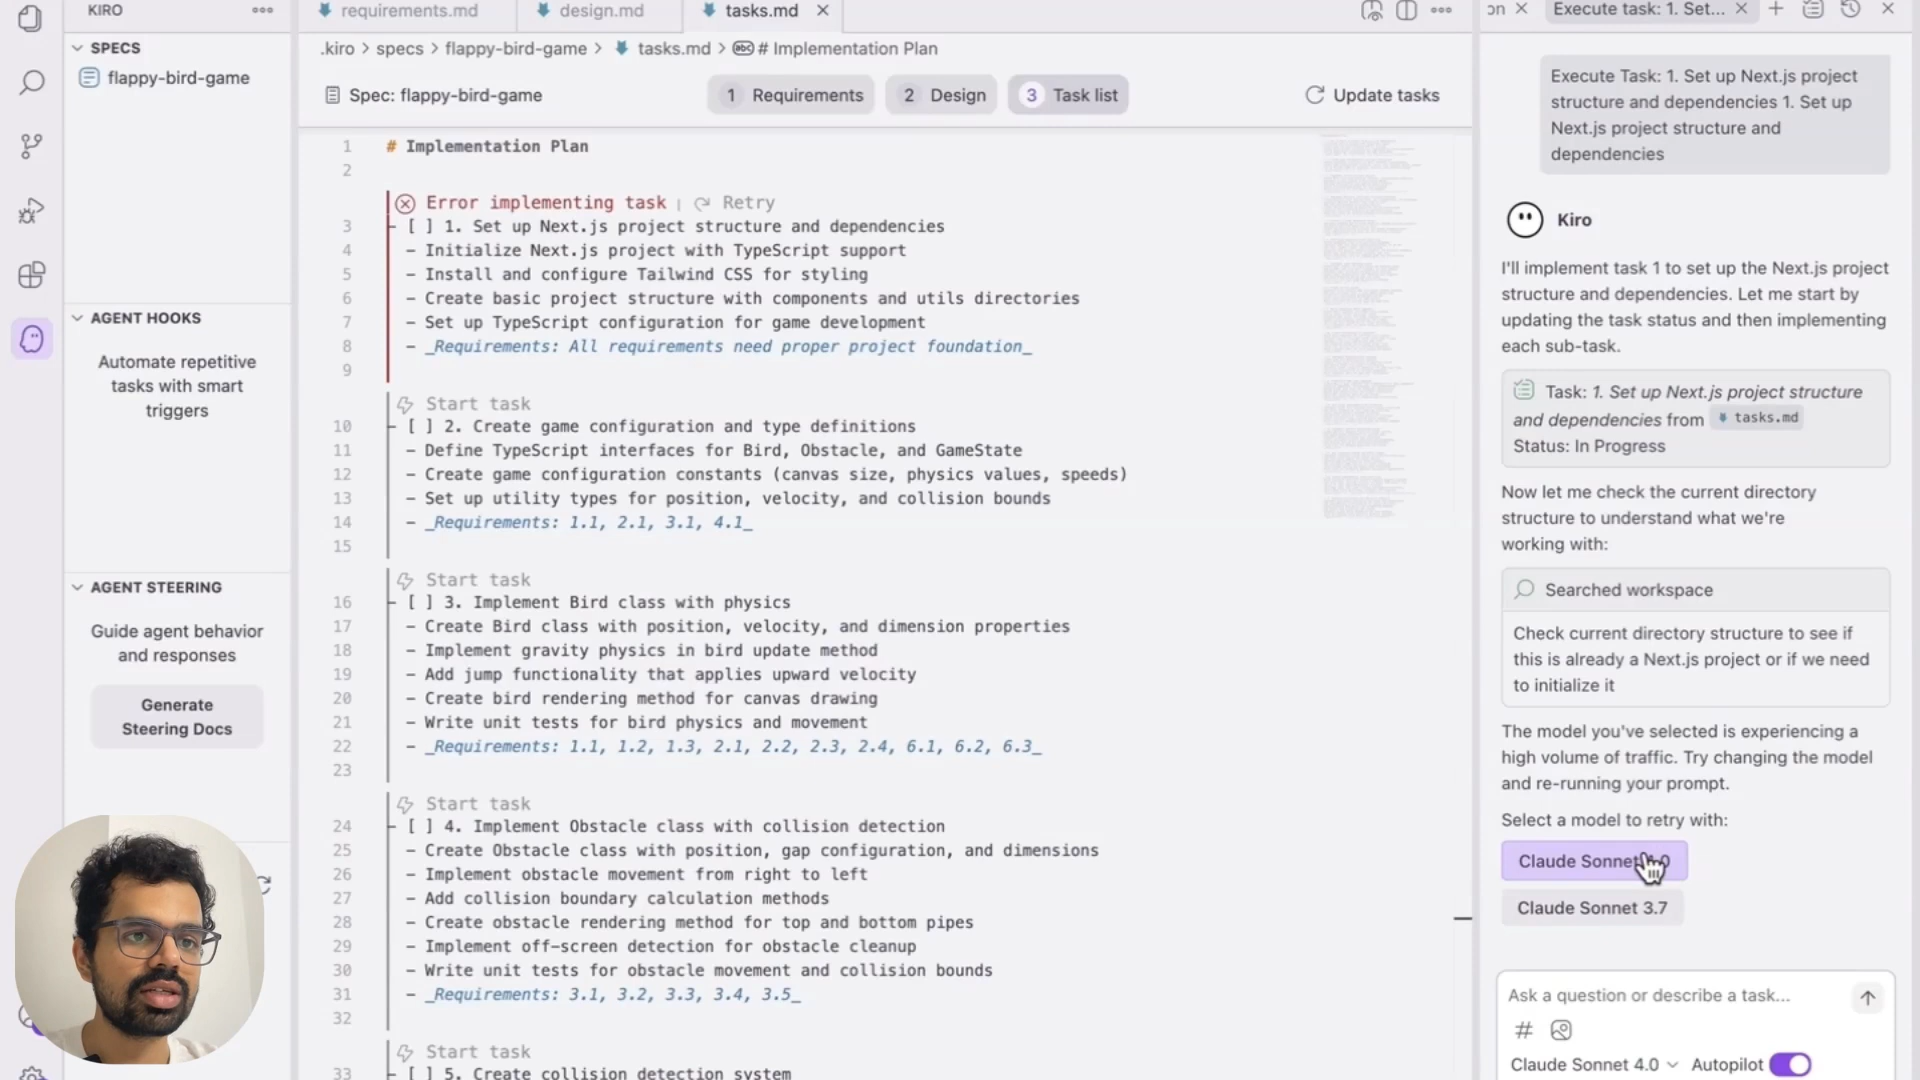 KIRO
SPECS
flappy-bird-game
AGENT HOOKS
Automate repetitive
tasks with smart
triggers
AGENT STEERING
Guide agent behavior
and responses
Generate
Steering Docs
requirements.md
design.md
tasks.md
.kiro > specs > flappy-bird-game > tasks.md > abc # Implementation Plan
Spec: flappy-bird-game
1 Requirements
2 Design
3 Task list
Update tasks
1 # Implementation Plan
2
Error implementing task | Retry
3 - [ ] 1. Set up Next.js project structure and dependencies
4 - Initialize Next.js project with TypeScript support
5 - Install and configure Tailwind CSS for styling
6 - Create basic project structure with components and utils directories
7 - Set up TypeScript configuration for game development
8 - _Requirements: All requirements need proper project foundation_
9
Start task
10 - [ ] 2. Create game configuration and type definitions
11 - Define TypeScript interfaces for Bird, Obstacle, and GameState
12 - Create game configuration constants (canvas size, physics values, speeds)
13 - Set up utility types for position, velocity, and collision bounds
14 - _Requirements: 1.1, 2.1, 3.1, 4.1_
15
Start task
16 - [ ] 3. Implement Bird class with physics
17 - Create Bird class with position, velocity, and dimension properties
18 - Implement gravity physics in bird update method
19 - Add jump functionality that applies upward velocity
20 - Create bird rendering method for canvas drawing
21 - Write unit tests for bird physics and movement
22 - _Requirements: 1.1, 1.2, 1.3, 2.1, 2.2, 2.3, 2.4, 6.1, 6.2, 6.3_
23
Start task
24 - [ ] 4. Implement Obstacle class with collision detection
25 - Create Obstacle class with position, gap configuration, and dimensions
26 - Implement obstacle movement from right to left
27 - Add collision boundary calculation methods
28 - Create obstacle rendering method for top and bottom pipes
29 - Implement off-screen detection for obstacle cleanup
30 - Write unit tests for obstacle movement and collision bounds
31 - _Requirements: 3.1, 3.2, 3.3, 3.4, 3.5_
32
Start task
33 - [ ] 5. Create collision detection system
on
Execute task: 1. Set...
Execute Task: 1. Set up Next.js project
structure and dependencies 1. Set up
Next.js project structure and
dependencies
Kiro
I'll implement task 1 to set up the Next.js project
structure and dependencies. Let me start by
updating the task status and then implementing
each sub-task.
Task: 1. Set up Next.js project structure
and dependencies from tasks.md
Status: In Progress
Now let me check the current directory
structure to understand what we're
working with:
Searched workspace
Check current directory structure to see if
this is already a Next.js project or if we need
to initialize it
The model you've selected is experiencing a
high volume of traffic. Try changing the model
and re-running your prompt.
Select a model to retry with:
Claude Sonnet
Claude Sonnet 3.7
Ask a question or describe a task...
#
Claude Sonnet 4.0
Autopilot